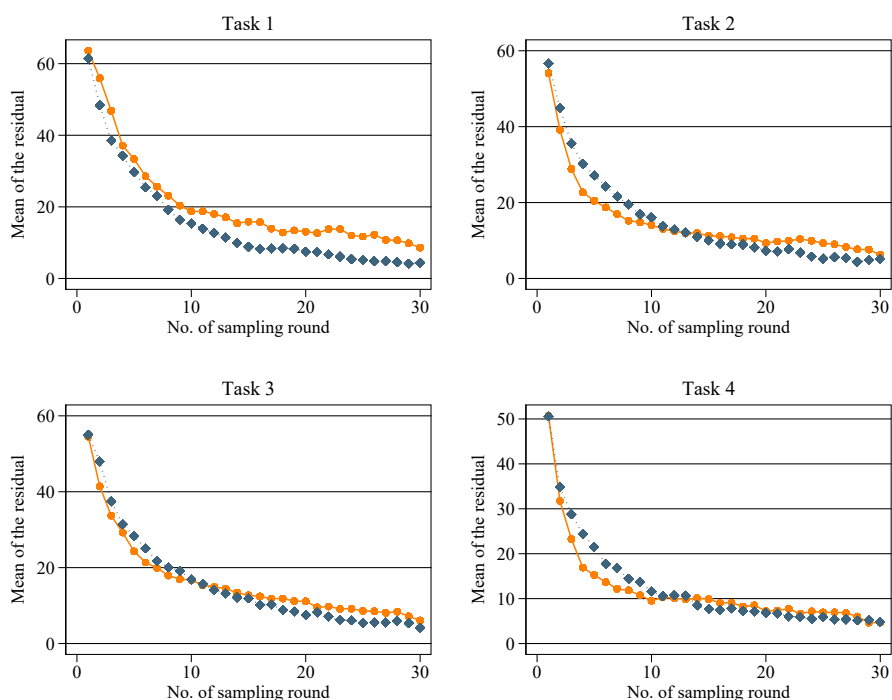 Task 1
Mean of the residual
60
40
20
0
0 10 20 30
No. of sampling round
Task 2
Mean of the residual
60
40
20
0
0 10 20 30
No. of sampling round
Task 3
Mean of the residual
60
40
20
0
0 10 20 30
No. of sampling round
Task 4
Mean of the residual
50
40
30
20
10
0
0 10 20 30
No. of sampling round